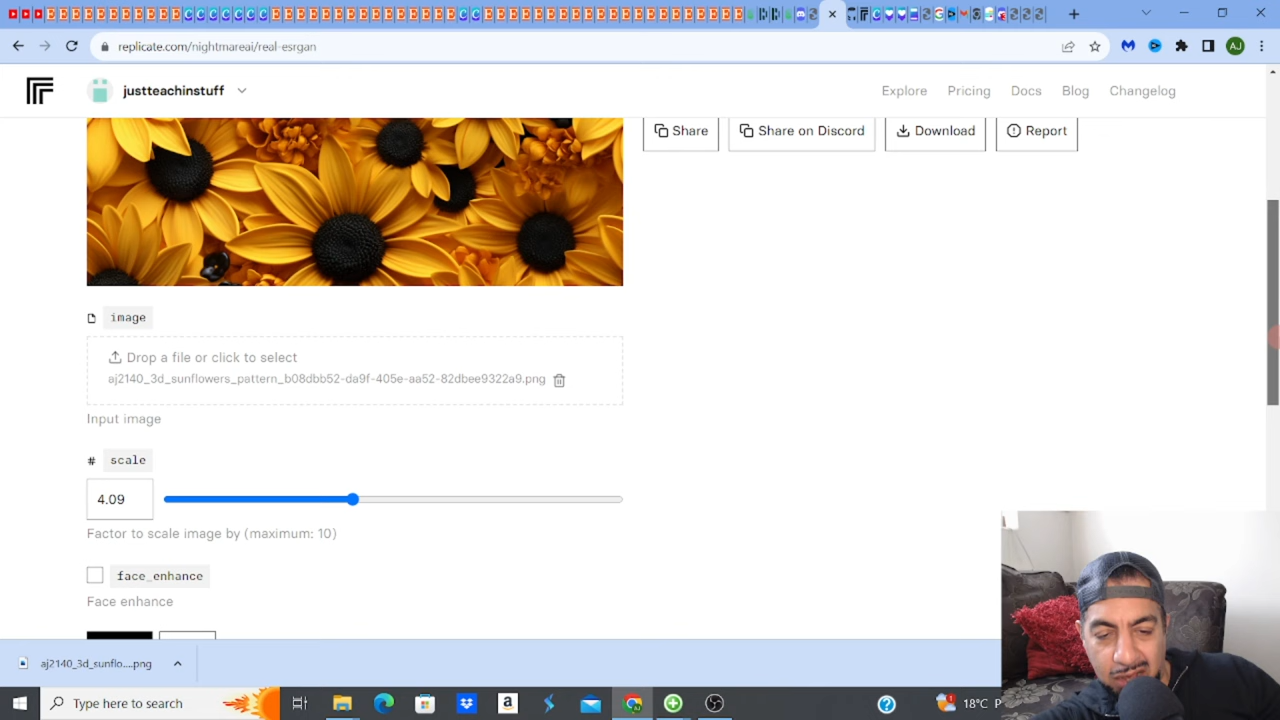 replicate.com/nightmareai/real-esrgan
AJ
justteachinstuff
Explore Pricing Docs Blog Changelog
Share Share on Discord Download Report
image
Drop a file or click to select
aj2140_3d_sunflowers_pattern_b08dbb52-da9f-405e-aa52-82dbee9322a9.png
Input image
# scale
4.09
Factor to scale image by (maximum: 10)
face_enhance
Face enhance
aj2140_3d_sunflo....png
Type here to search
18°C P